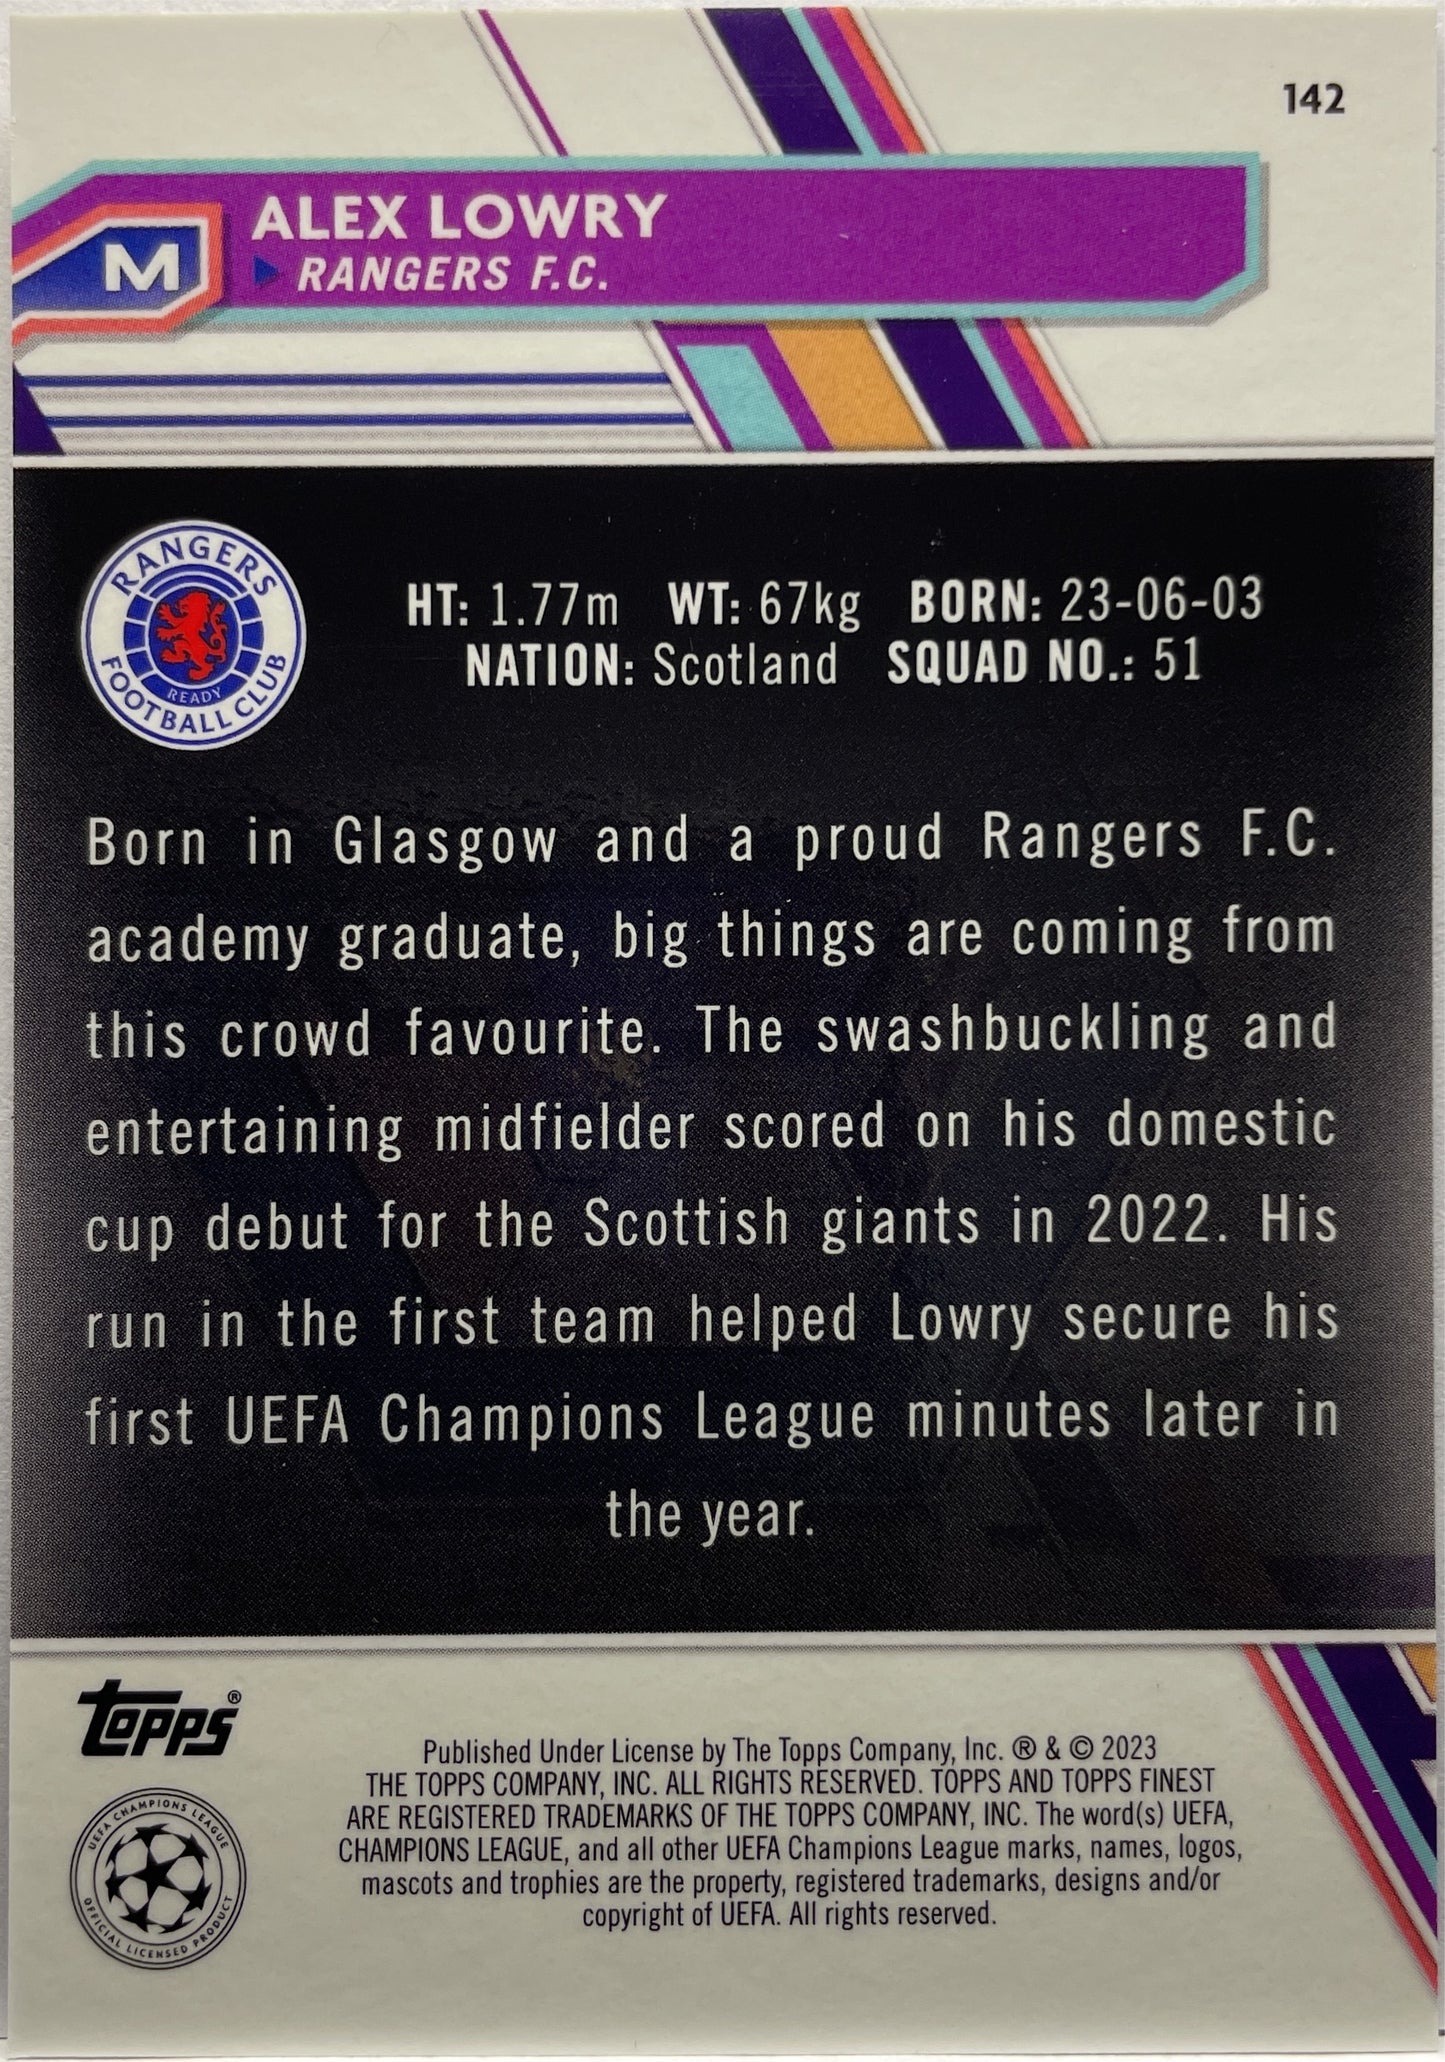 142
ALEX LOWRY
M
RANGERS F.C.
RANGERS
READY
FOOTBALL CLUB
HT: 1.77m WT: 67kg BORN: 23-06-03
NATION: Scotland SQUAD NO.: 51
Born in Glasgow and a proud Rangers F.C.
academy graduate, big things are coming from
this crowd favourite. The swashbuckling and
entertaining midfielder scored on his domestic
cup debut for the Scottish giants in 2022. His
run in the first team helped Lowry secure his
first UEFA Champions League minutes later in
the year.
Topps®
UEFA CHAMPIONS LEAGUE
OFFICIAL LICENSED PRODUCT
Published Under License by The Topps Company, Inc. ® & © 2023
THE TOPPS COMPANY, INC. ALL RIGHTS RESERVED. TOPPS AND TOPPS FINEST
ARE REGISTERED TRADEMARKS OF THE TOPPS COMPANY, INC. The word(s) UEFA,
CHAMPIONS LEAGUE, and all other UEFA Champions League marks, names, logos,
mascots and trophies are the property, registered trademarks, designs and/or
copyright of UEFA. All rights reserved.